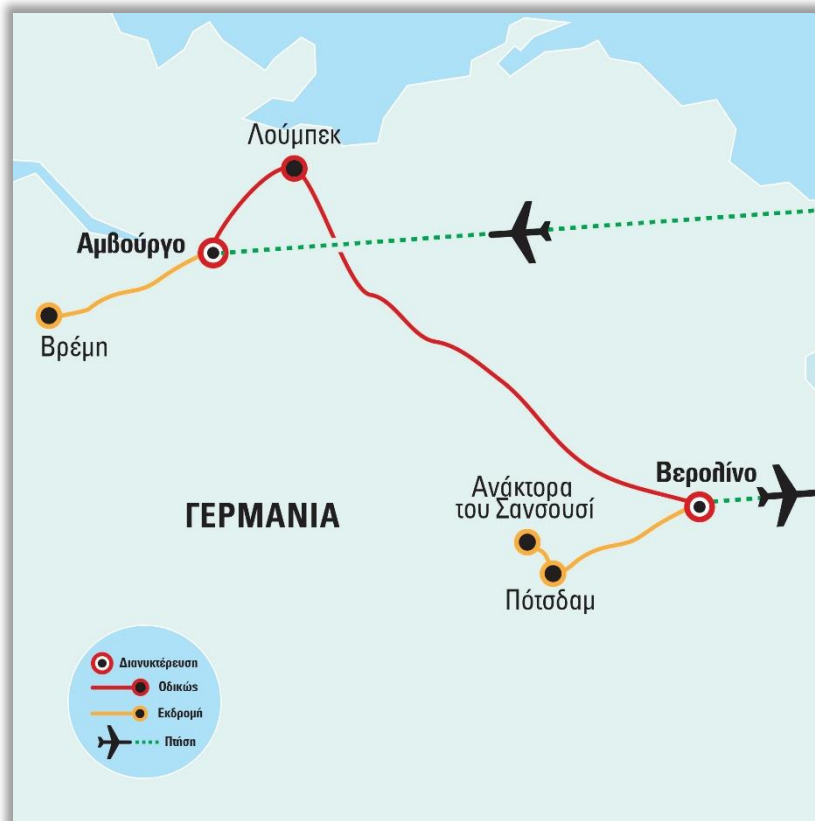 Λούμπεκ
Αμβούργο
Βρέμη
Βερολίνο
Ανάκτορα
του Σανσουσί
ΓΕΡΜΑΝΙΑ
Πότσδαμ
Διανυκτέρευση
Οδικώς
Εκδρομή
Πτήση